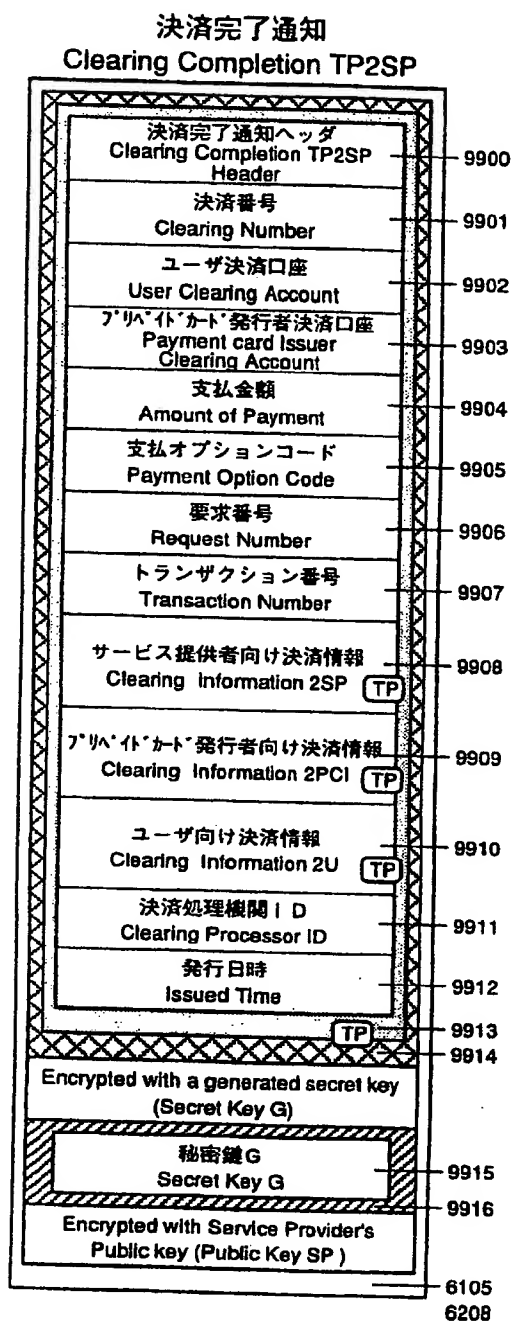 決済完了通知
Clearing Completion TP2SP
決済完了通知ヘッダ
Clearing Completion TP2SP
Header
9900
決済番号
Clearing Number
9901
ユーザ決済口座
User Clearing Account
9902
プリペイドカード発行者決済口座
Payment card Issuer
Clearing Account
9903
支払金額
Amount of Payment
9904
支払オプションコード
Payment Option Code
9905
要求番号
Request Number
9906
トランザクション番号
Transaction Number
9907
サービス提供者向け決済情報
Clearing Information 2SP
TP
9908
プリペイドカード発行者向け決済情報
Clearing Information 2PCI
TP
9909
ユーザ向け決済情報
Clearing Information 2U
TP
9910
決済処理機関ID
Clearing Processor ID
9911
発行日時
Issued Time
9912
TP
9913
9914
Encrypted with a generated secret key
(Secret Key G)
秘密鍵G
Secret Key G
9915
9916
Encrypted with Service Provider's
Public key (Public Key SP )
6105
6208